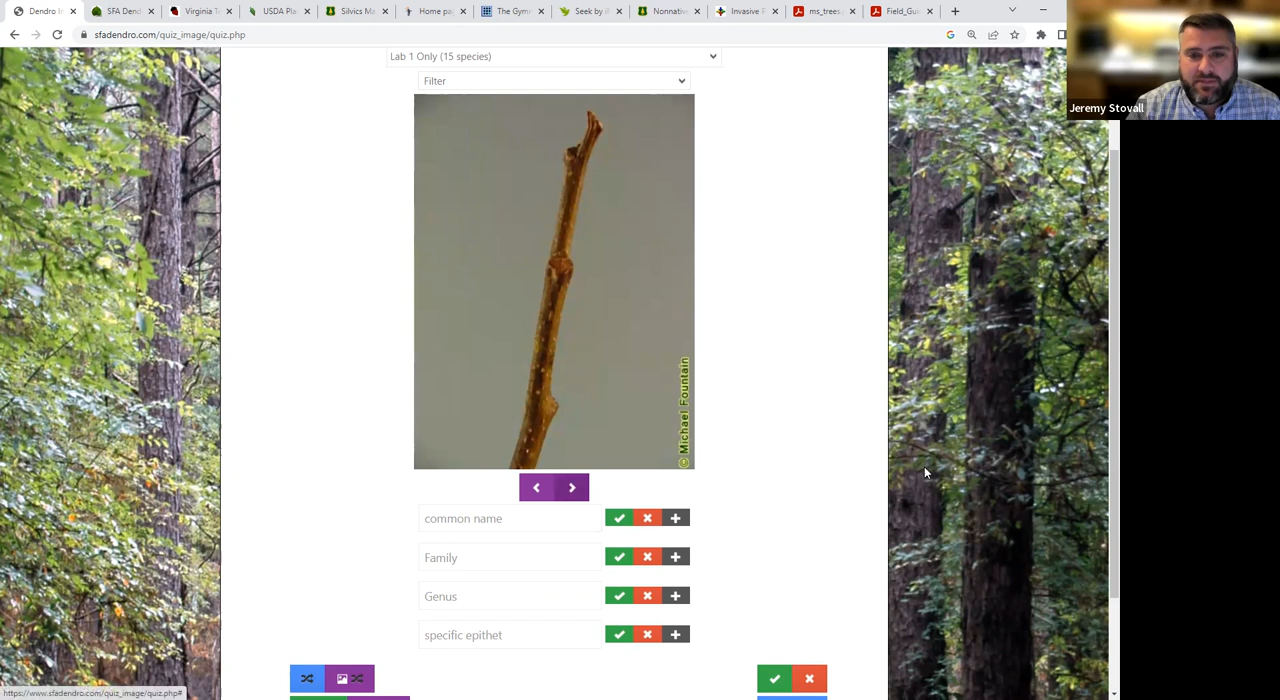 Dendro I
SFA Dend
Virginia T
USDA Pla
Silvics Ma
Home pa
The Gym
Seek by i
Nonnativ
Invasive
ms_trees.
Field_Gui
sfadendro.com/quiz_image/quiz.php
Lab 1 Only (15 species)
Filter
Jeremy Stovall
© Michael Fountain
common name
Family
Genus
specific epithet
https://www.sfadendro.com/quiz_image/quiz.php#